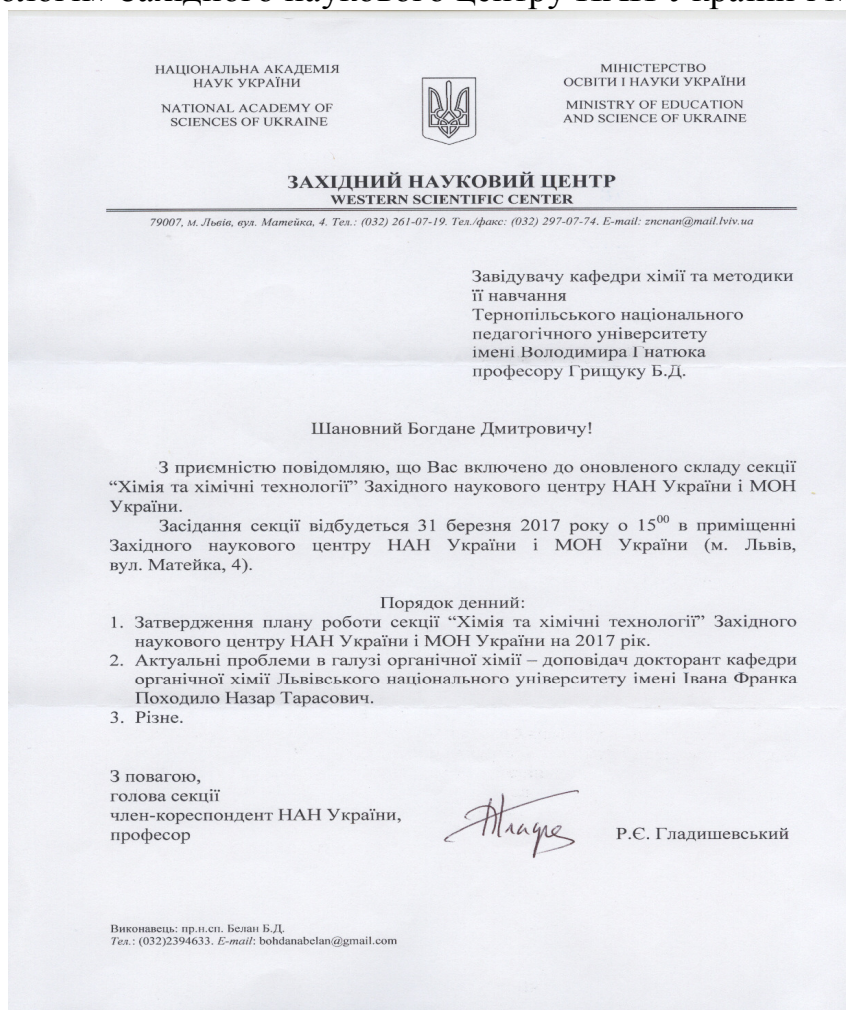 Західного наукового центру НАН України і М
НАЦІОНАЛЬНА АКАДЕМІЯ
НАУК УКРАЇНИ
NATIONAL ACADEMY OF
SCIENCES OF UKRAINE
МІНІСТЕРСТВО
ОСВІТИ І НАУКИ УКРАЇНИ
MINISTRY OF EDUCATION
AND SCIENCE OF UKRAINE
ЗАХІДНИЙ НАУКОВИЙ ЦЕНТР
WESTERN SCIENTIFIC CENTER
79007, м. Львів, вул. Матейка, 4. Тел.: (032) 261-07-19. Тел./факс: (032) 297-07-74. E-mail: zncnan@mail.lviv.ua
Завідувачу кафедри хімії та методики
її навчання
Тернопільського національного
педагогічного університету
імені Володимира Гнатюка
професору Грищуку Б.Д.
Шановний Богдане Дмитровичу!
З приємністю повідомляю, що Вас включено до оновленого складу секції
“Хімія та хімічні технології” Західного наукового центру НАН України і МОН
України.
Засідання секції відбудеться 31 березня 2017 року о 15⁰⁰ в приміщенні
Західного наукового центру НАН України і МОН України (м. Львів,
вул. Матейка, 4).
Порядок денний:
1. Затвердження плану роботи секції “Хімія та хімічні технології” Західного
наукового центру НАН України і МОН України на 2017 рік.
2. Актуальні проблеми в галузі органічної хімії – доповідач докторант кафедри
органічної хімії Львівського національного університету імені Івана Франка
Походило Назар Тарасович.
3. Різне.
З повагою,
голова секції
член-кореспондент НАН України,
професор
Р.Є. Гладишевський
Виконавець: пр.н.сп. Белан Б.Д.
Тел.: (032)2394633. E-mail: bohdanabelan@gmail.com